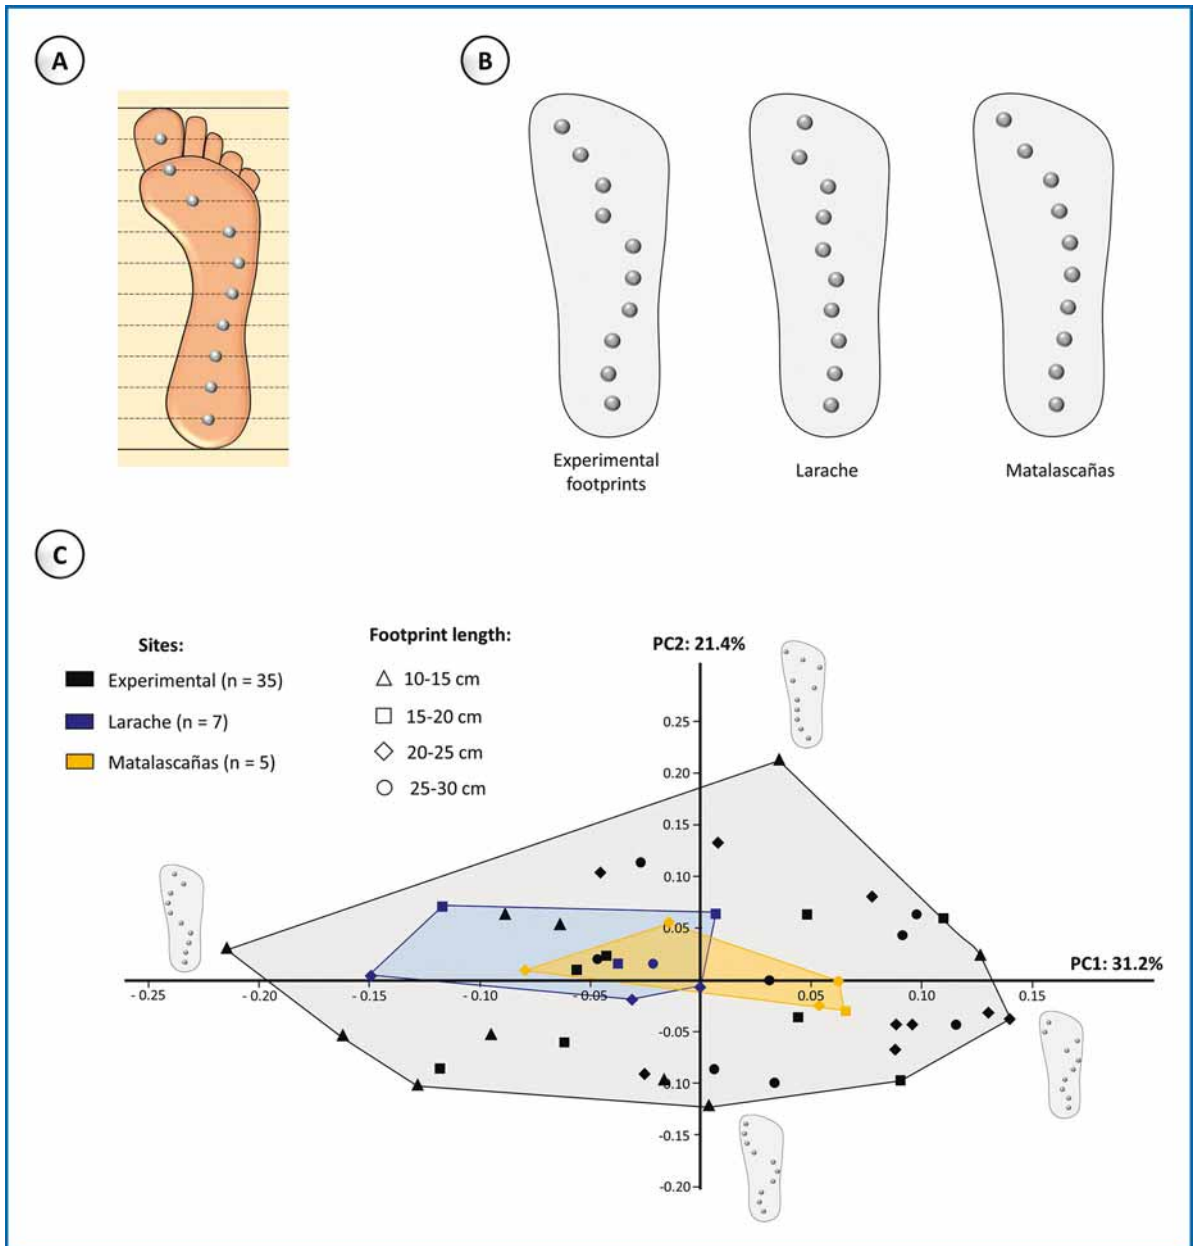 A
B
Experimental
footprints
Larache
Matalascañas
C
Sites:
Experimental (n = 35)
Larache (n = 7)
Matalascañas (n = 5)
Footprint length:
10-15 cm
15-20 cm
20-25 cm
25-30 cm
PC2: 21.4%
0.25
0.20
0.15
0.10
0.05
PC1: 31.2%
- 0.25
- 0.20
-0.15
-0.10
-0.05
0.05
0.10
0.15
-0.05
-0.10
-0.15
-0.20